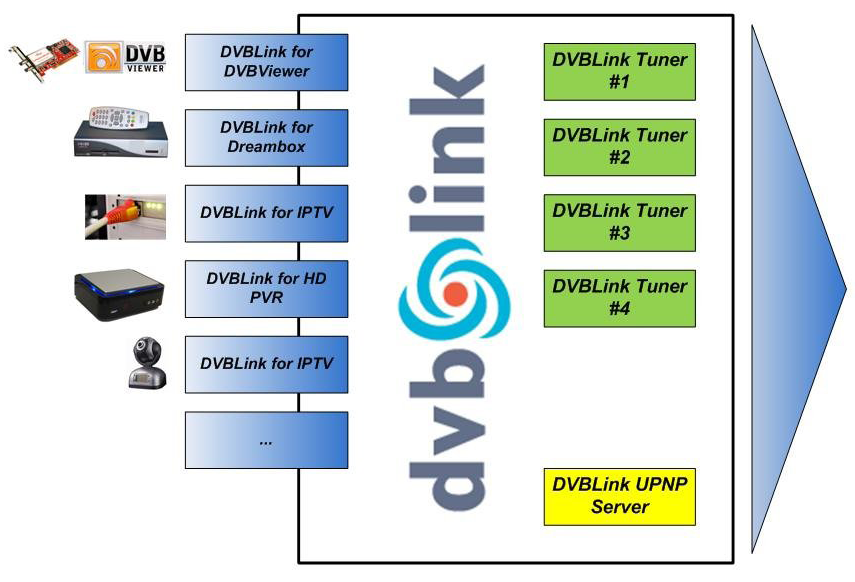 DVB
VIEWER
DVBLink for
DVBViewer
DVBLink for
Dreambox
DVBLink for IPTV
DVBLink for HD
PVR
DVBLink for IPTV
...
dvblink
DVBLink Tuner
#1
DVBLink Tuner
#2
DVBLink Tuner
#3
DVBLink Tuner
#4
DVBLink UPNP
Server